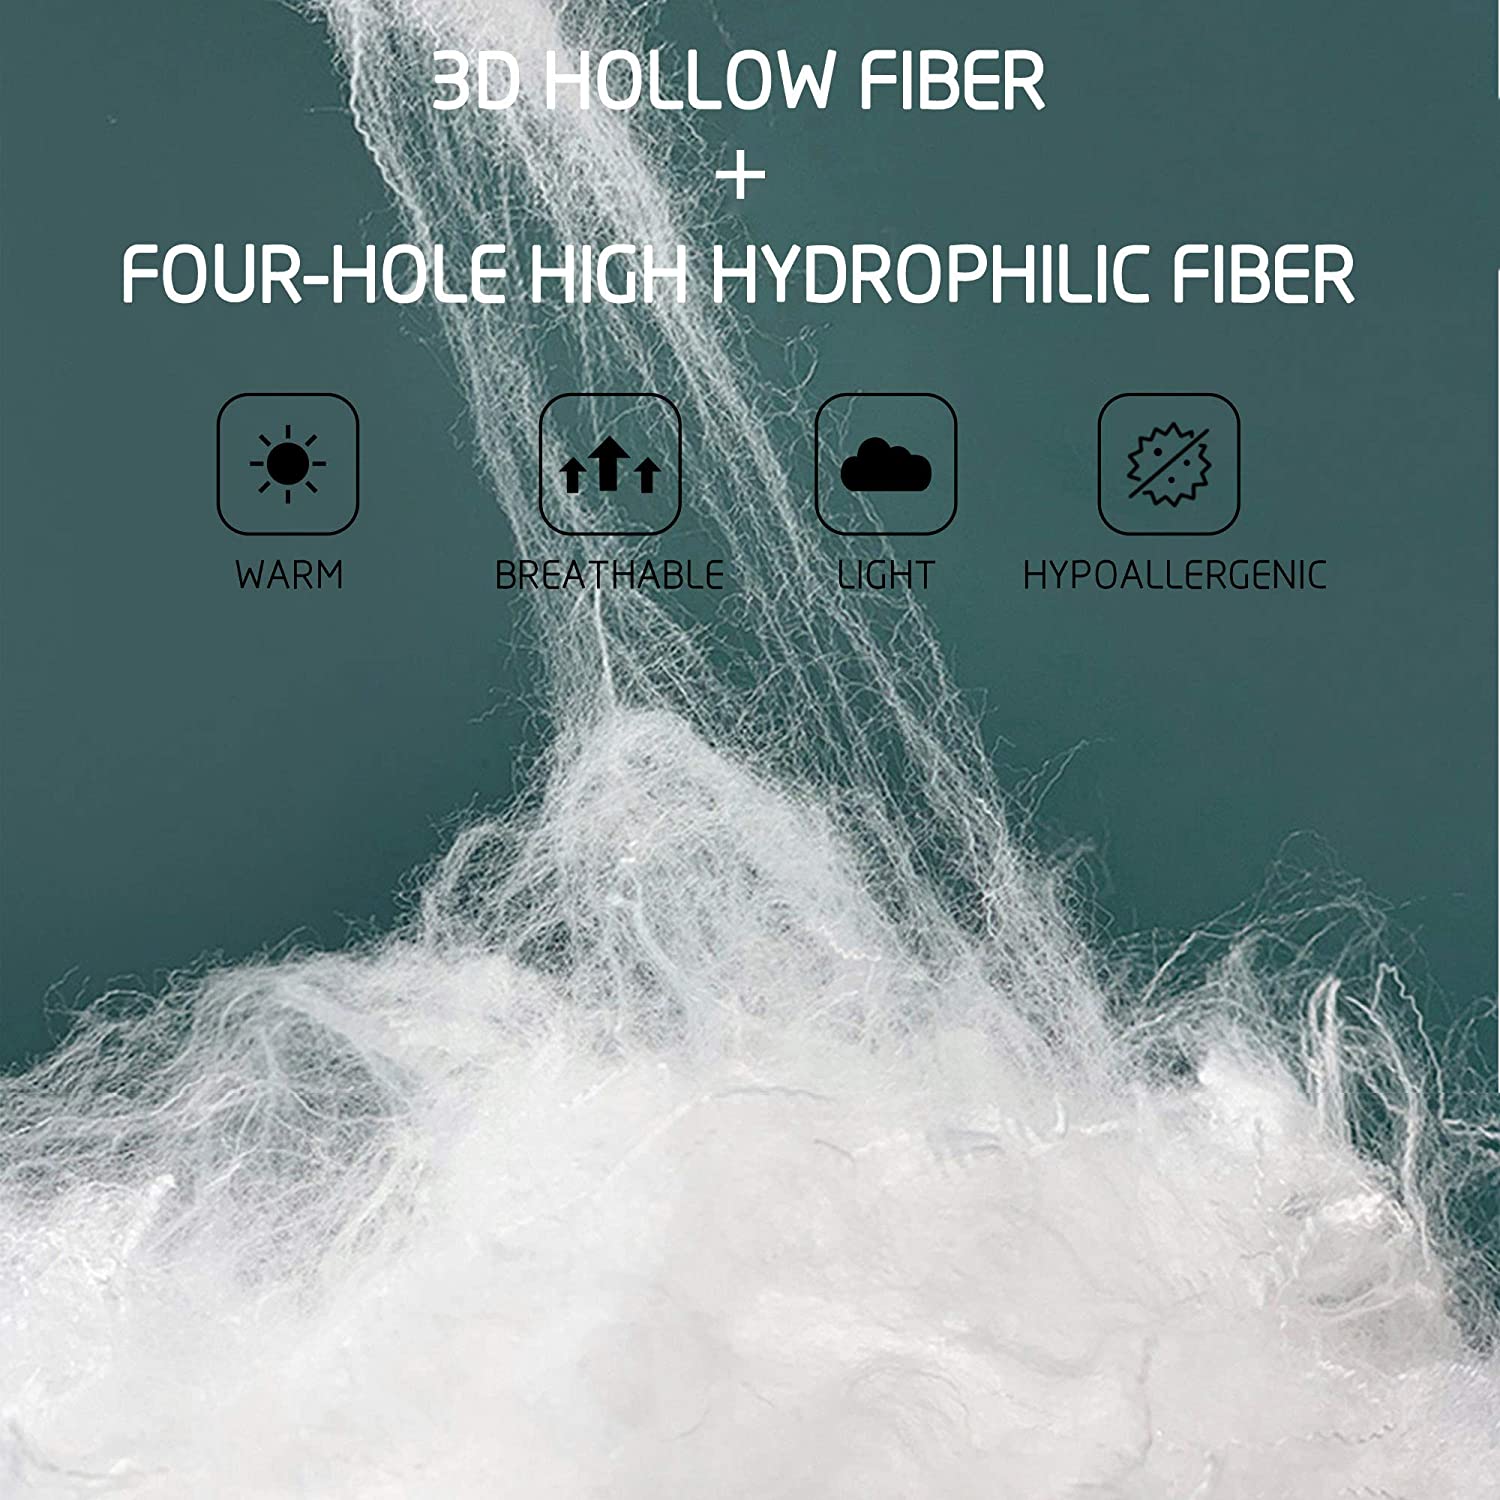 3D HOLLOW FIBER
+
FOUR-HOLE HIGH HYDROPHILIC FIBER
WARM
BREATHABLE
LIGHT
HYPOALLERGENIC